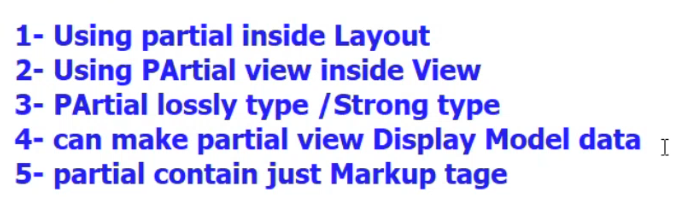 1- Using partial inside Layout
2- Using PArtial view inside View
3- PArtial lossly type /Strong type
4- can make partial view Display Model data
5- partial contain just Markup tage